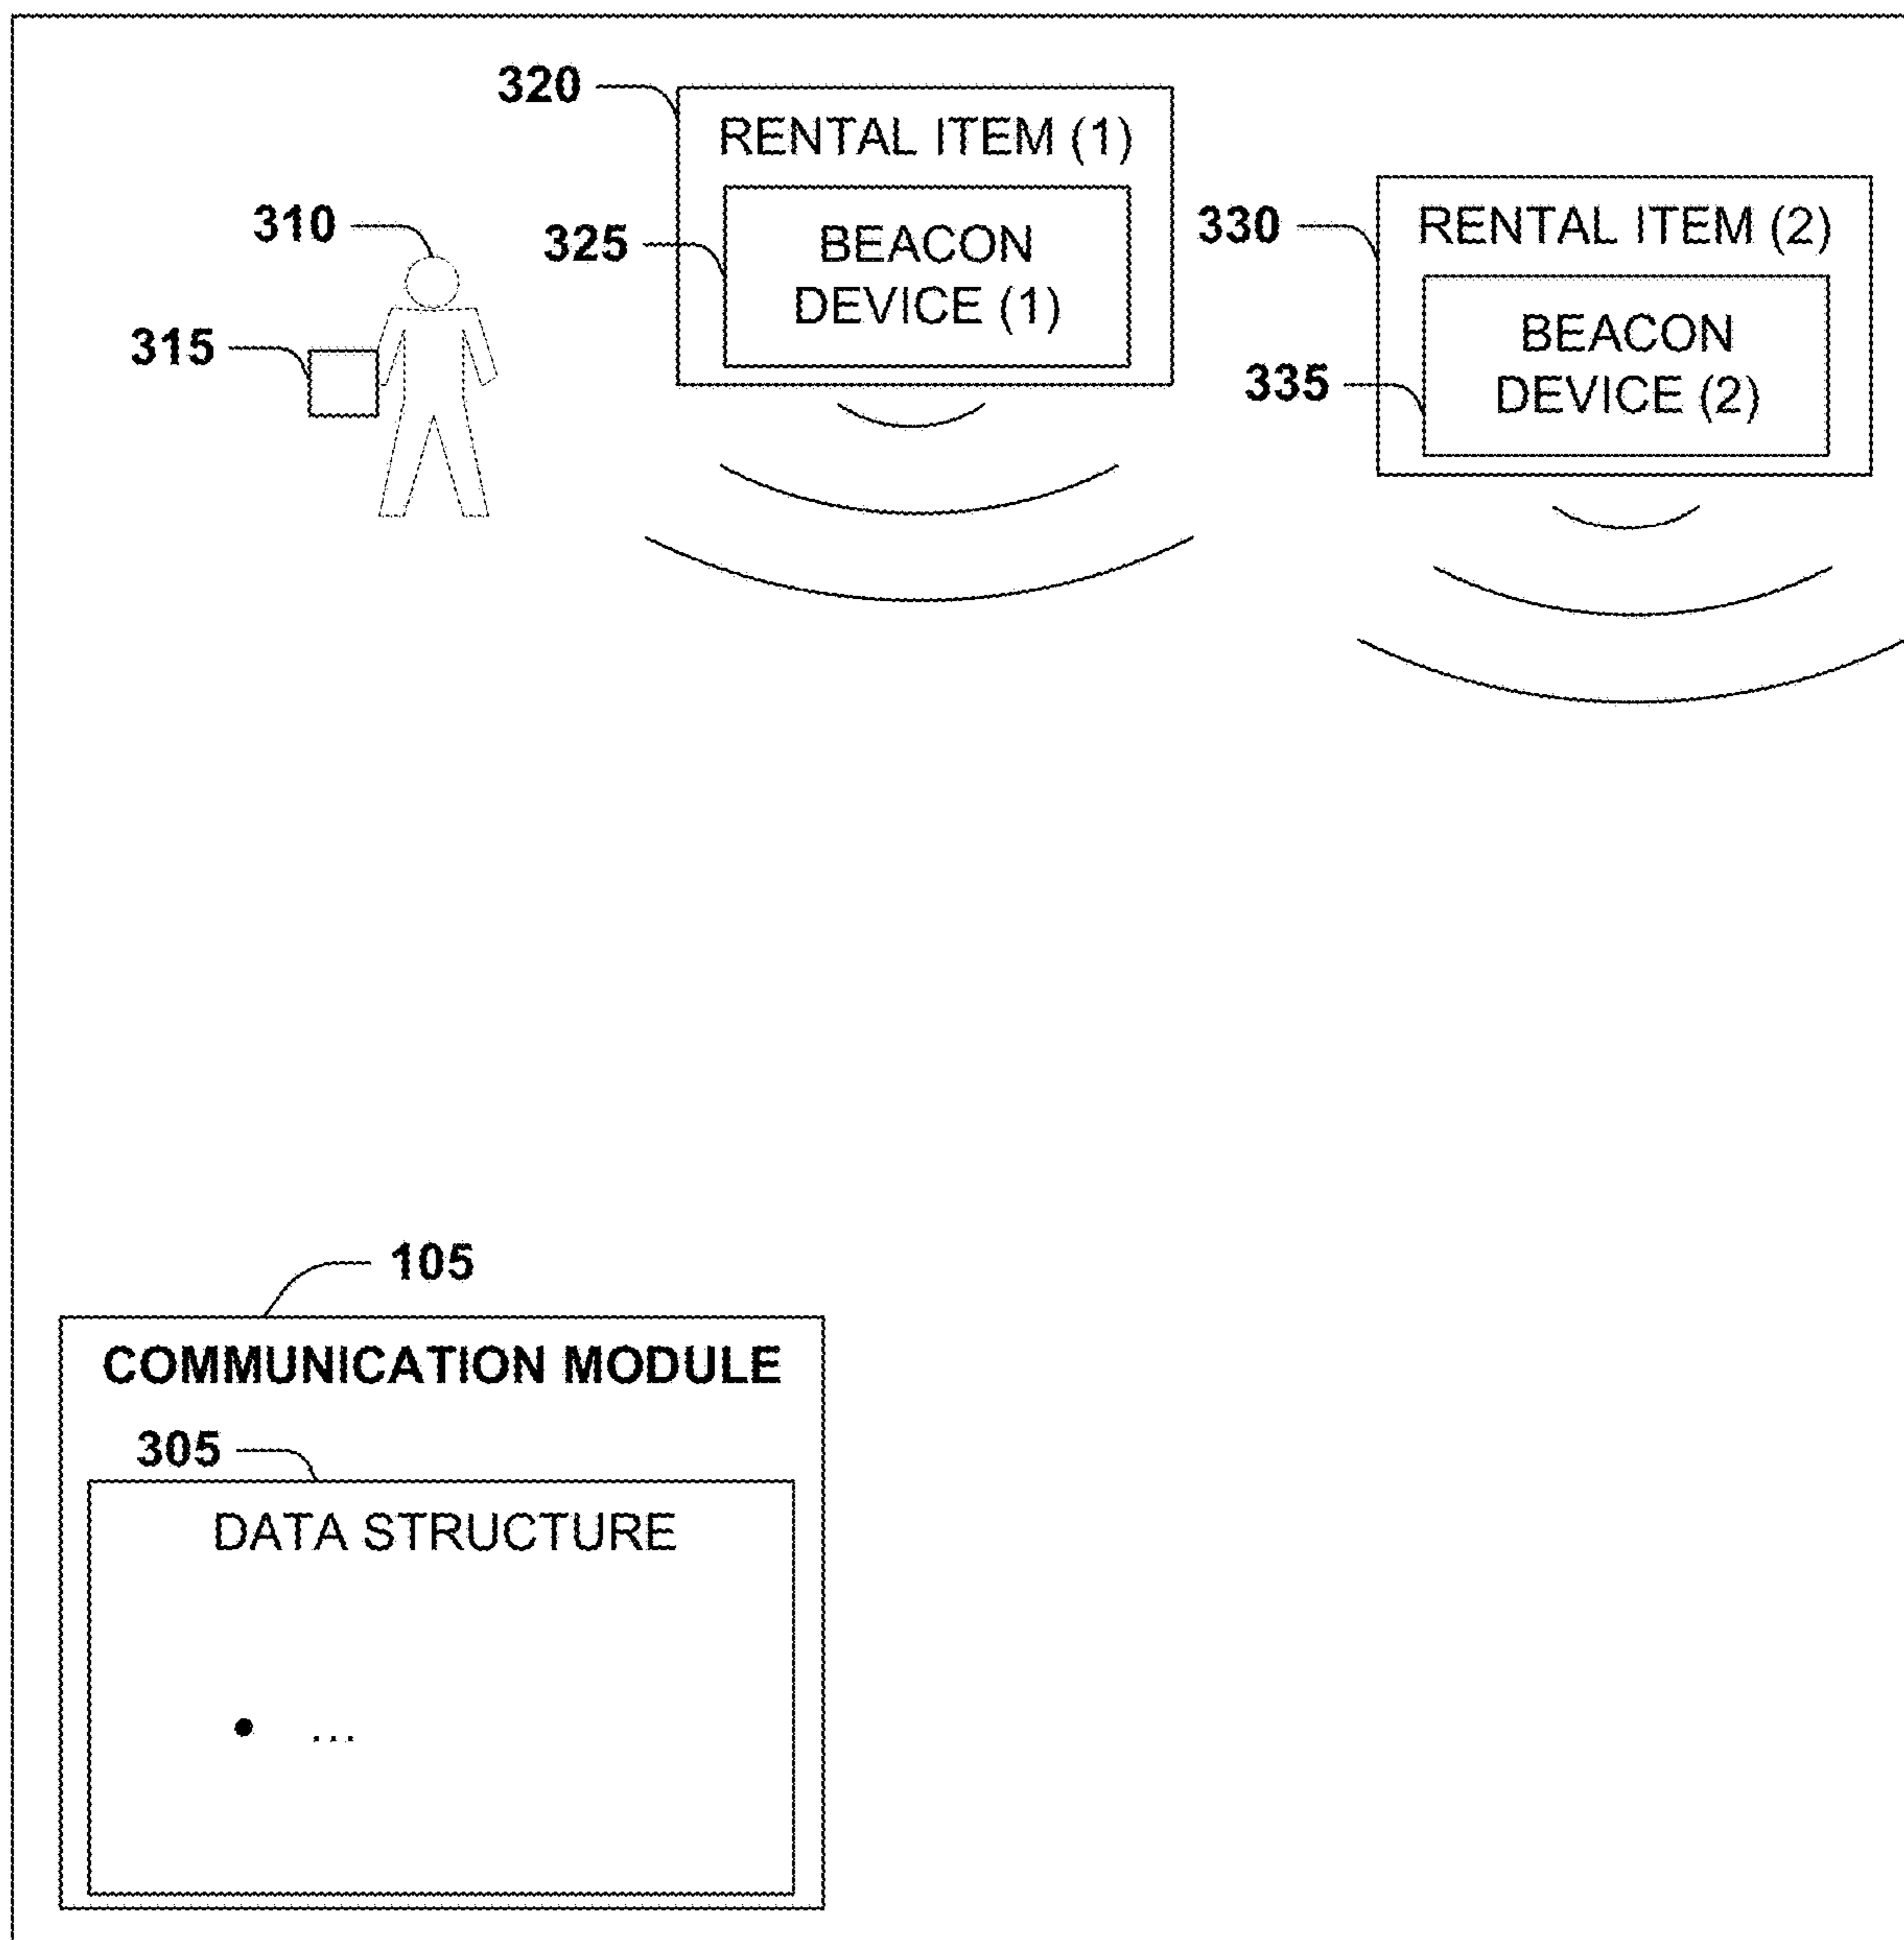 320
RENTAL ITEM (1)
310
325
BEACON
DEVICE (1)
330
RENTAL ITEM (2)
315
335
BEACON
DEVICE (2)
105
COMMUNICATION MODULE
305
DATA STRUCTURE
• ...